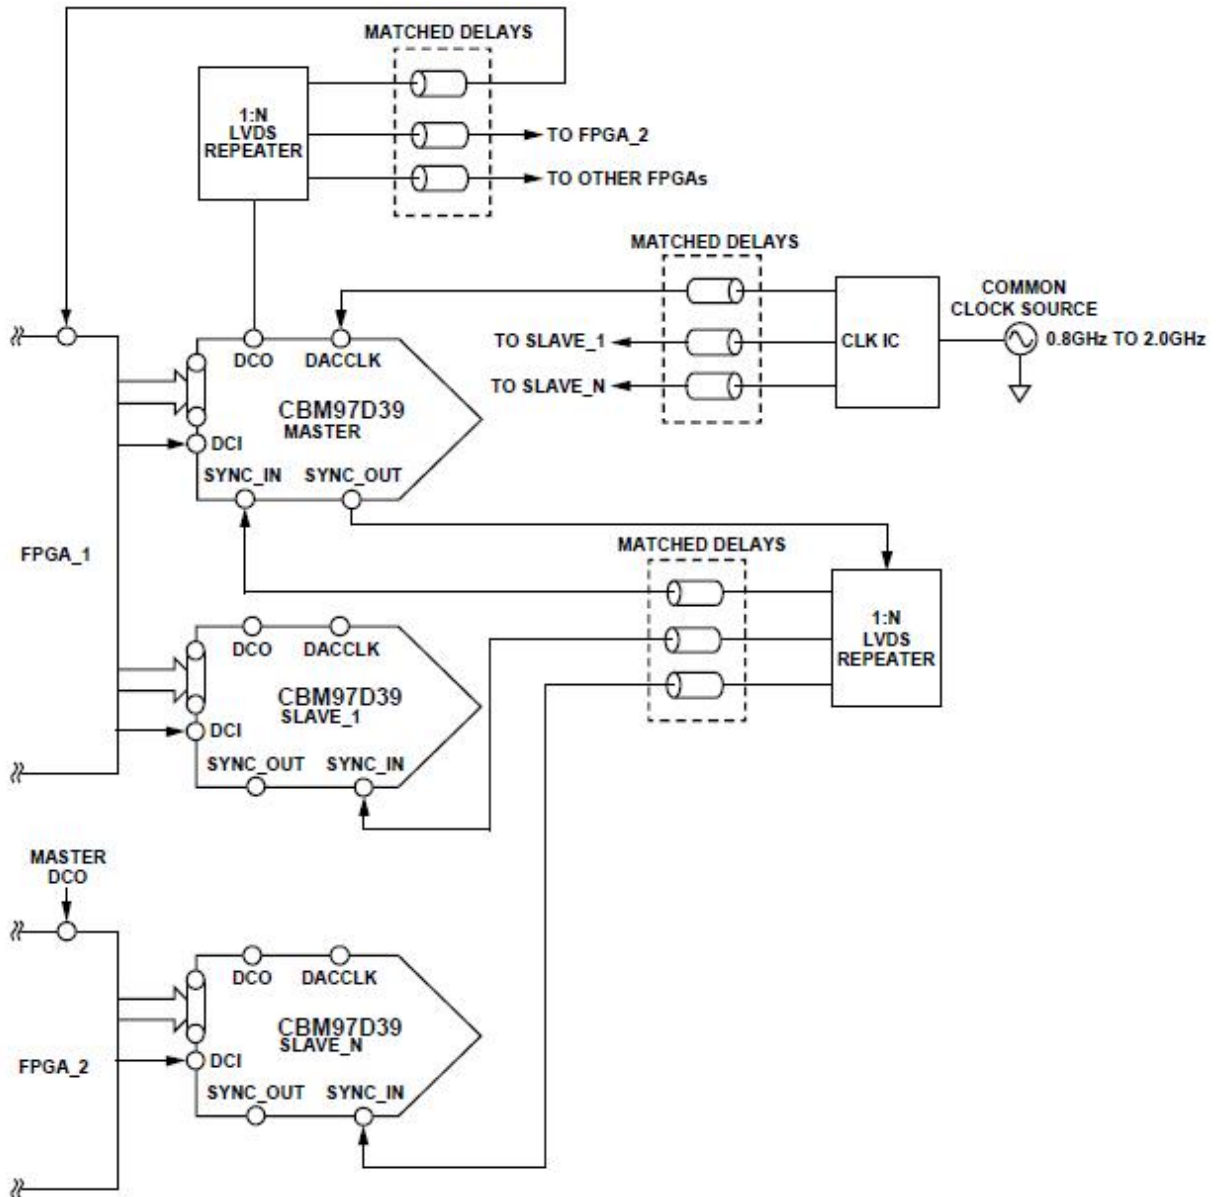 MATCHED DELAYS
1:N
LVDS
REPEATER
TO FPGA_2
TO OTHER FPGAs
MATCHED DELAYS
COMMON
CLOCK SOURCE
0.8GHz TO 2.0GHz
CLK IC
TO SLAVE_1
TO SLAVE_N
DCO
DACCLK
CBM97D39
MASTER
DCI
SYNC_IN
SYNC_OUT
FPGA_1
MATCHED DELAYS
1:N
LVDS
REPEATER
DCO
DACCLK
CBM97D39
SLAVE_1
DCI
SYNC_OUT
SYNC_IN
MASTER
DCO
DCO
DACCLK
CBM97D39
SLAVE_N
DCI
FPGA_2
SYNC_OUT
SYNC_IN